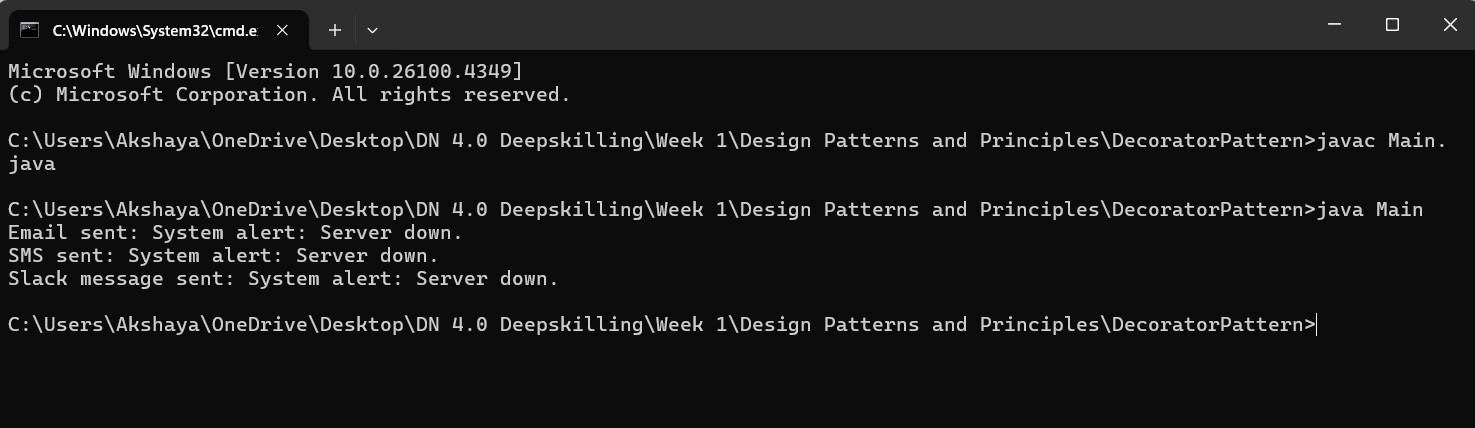 C:\Windows\System32\cmd.e
Microsoft Windows [Version 10.0.26100.4349]
(c) Microsoft Corporation. All rights reserved.
C:\Users\Akshaya\OneDrive\Desktop\DN 4.0 Deepskilling\Week 1\Design Patterns and Principles\DecoratorPattern>javac Main.
java
C:\Users\Akshaya\OneDrive\Desktop\DN 4.0 Deepskilling\Week 1\Design Patterns and Principles\DecoratorPattern>java Main
Email sent: System alert: Server down.
SMS sent: System alert: Server down.
Slack message sent: System alert: Server down.
C:\Users\Akshaya\OneDrive\Desktop\DN 4.0 Deepskilling\Week 1\Design Patterns and Principles\DecoratorPattern>